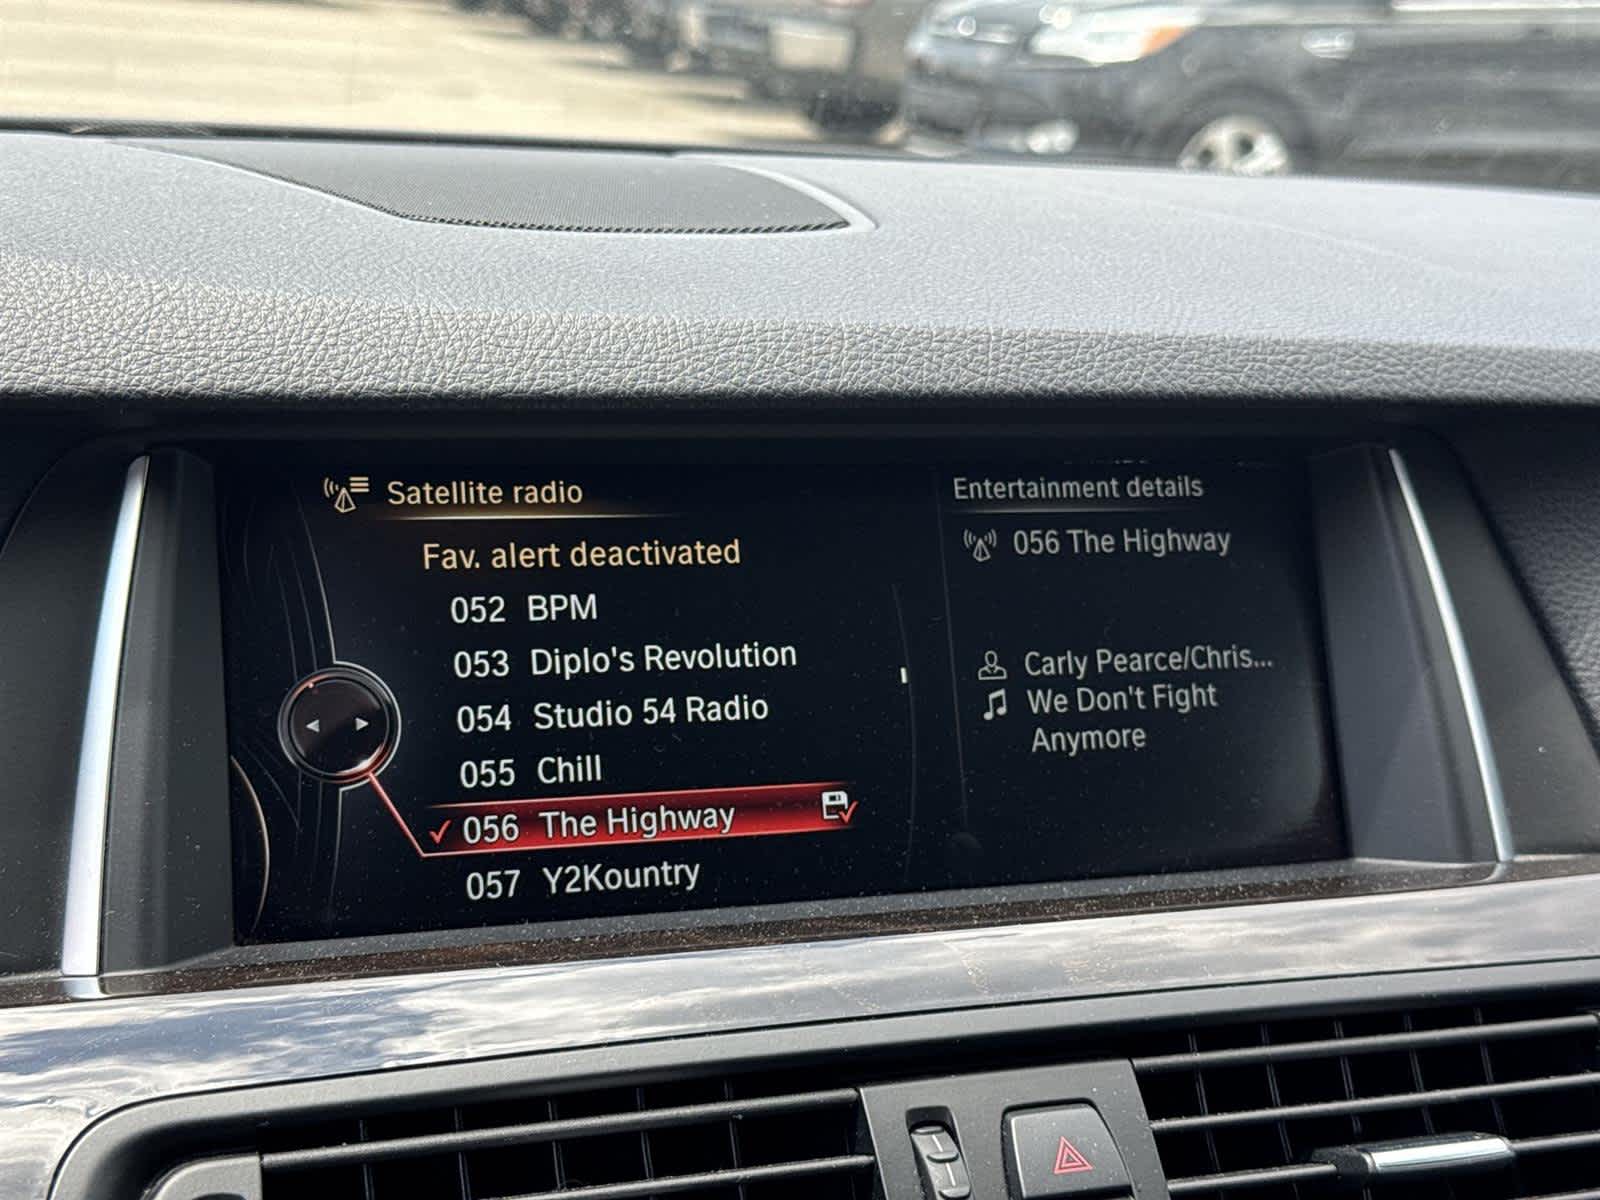 Satellite radio
Fav. alert deactivated
052 BPM
053 Diplo's Revolution
054 Studio 54 Radio
055 Chill
056 The Highway
057 Y2Kountry
Entertainment details
056 The Highway
Carly Pearce/Chris...
We Don't Fight
Anymore